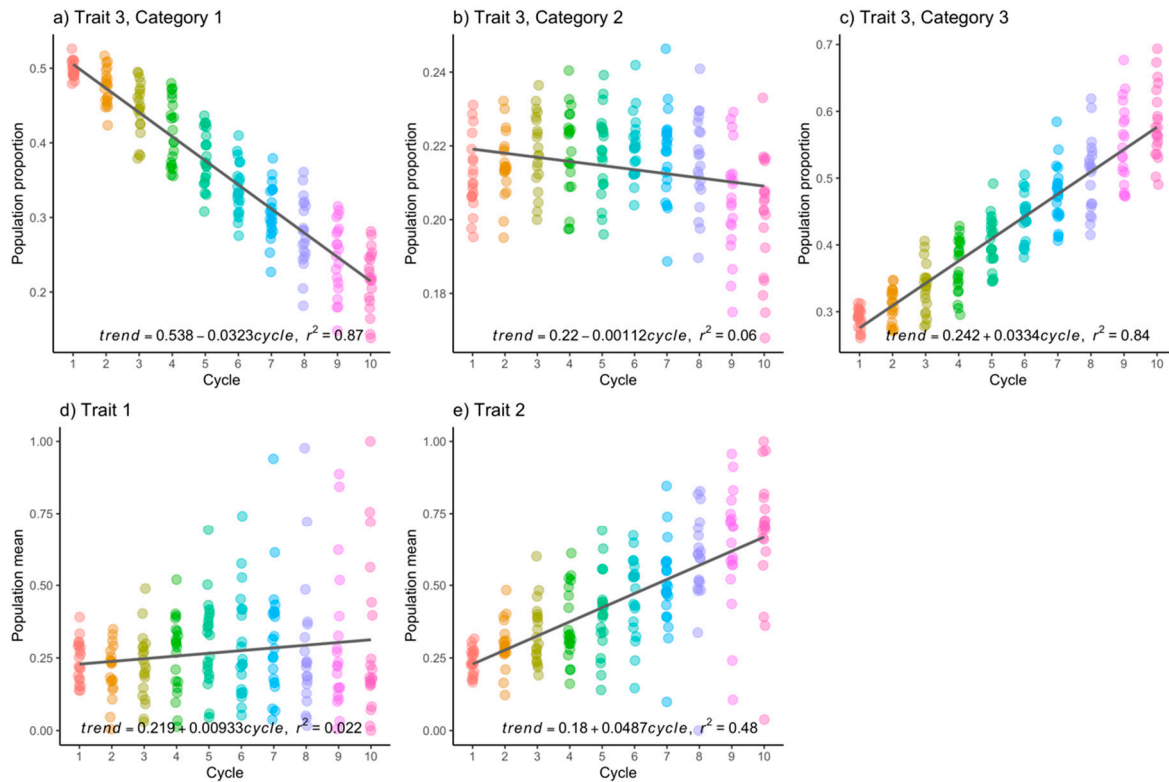 a) Trait 3, Category 1
b) Trait 3, Category 2
c) Trait 3, Category 3
Population proportion
0.5
0.4
0.3
0.2
trend = 0.538 − 0.0323cycle, r² = 0.87
1 2 3 4 5 6 7 8 9 10
Cycle
Population proportion
0.24
0.22
0.20
0.18
trend = 0.22 − 0.00112cycle, r² = 0.06
1 2 3 4 5 6 7 8 9 10
Cycle
Population proportion
0.7
0.6
0.5
0.4
0.3
trend = 0.242 + 0.0334cycle, r² = 0.84
1 2 3 4 5 6 7 8 9 10
Cycle
d) Trait 1
e) Trait 2
Population mean
1.00
0.75
0.50
0.25
0.00
trend = 0.219 + 0.00933cycle, r² = 0.022
1 2 3 4 5 6 7 8 9 10
Cycle
Population mean
1.00
0.75
0.50
0.25
0.00
trend = 0.18 + 0.0487cycle, r² = 0.48
1 2 3 4 5 6 7 8 9 10
Cycle